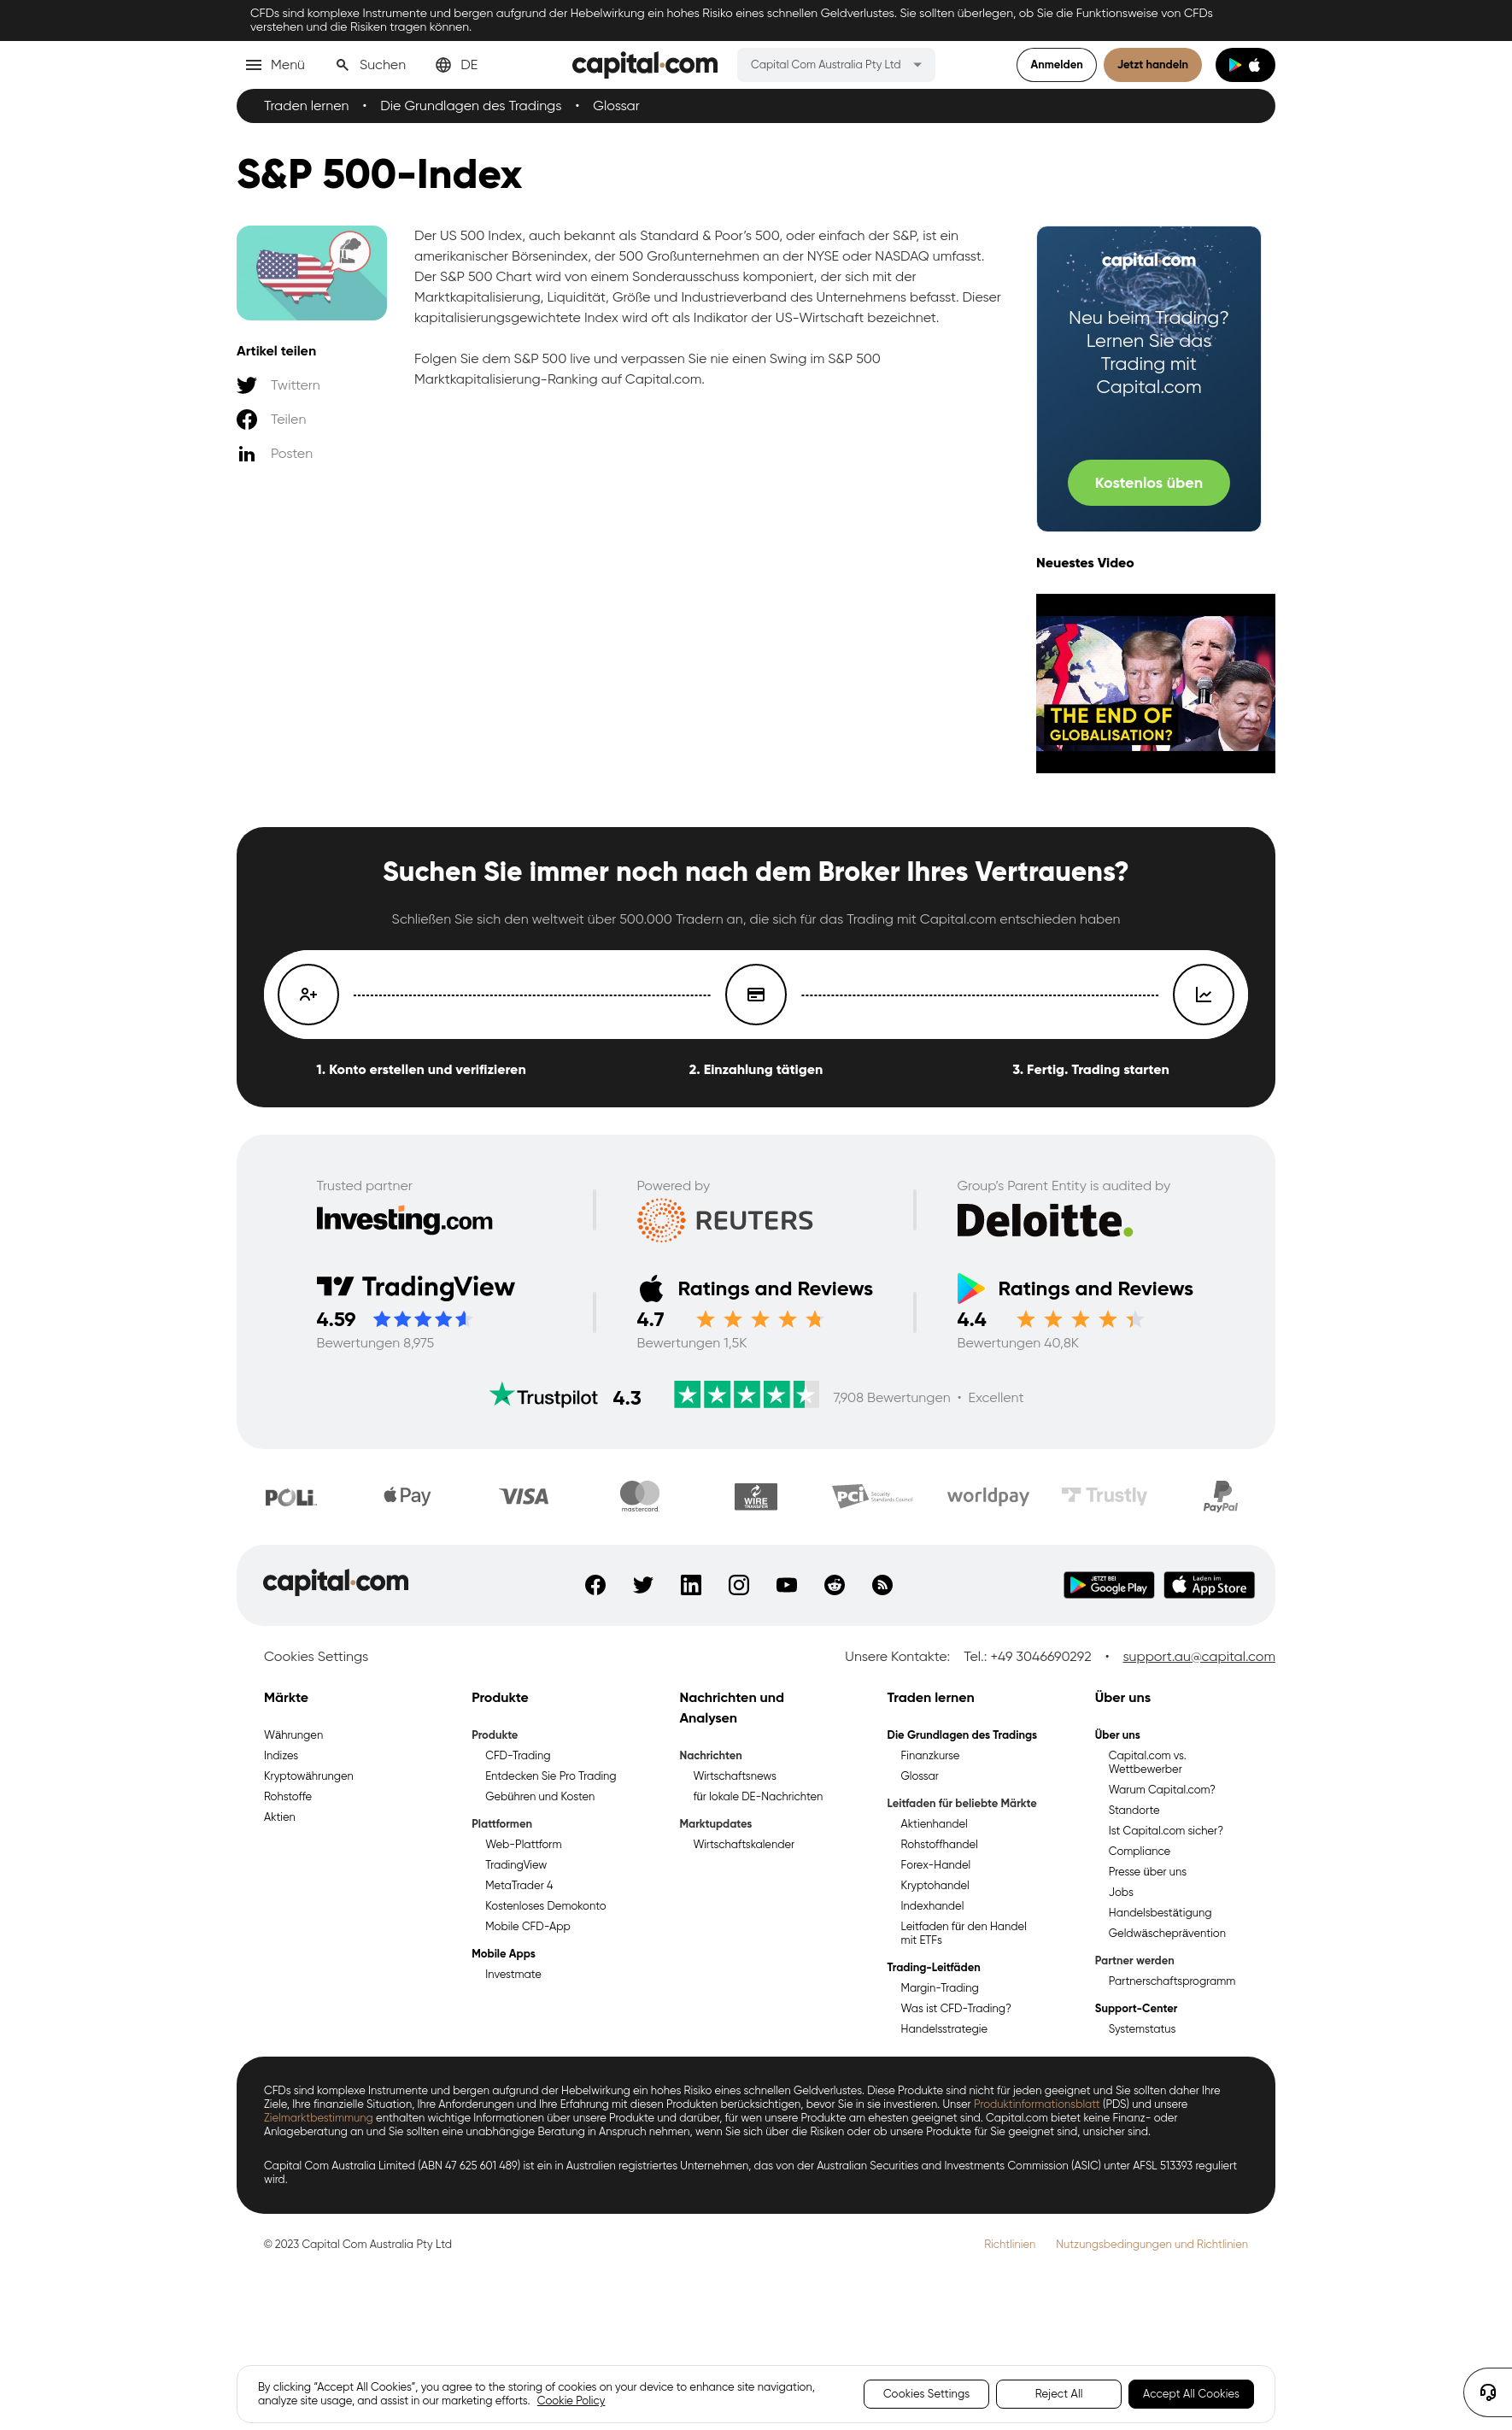 CFDs sind komplexe Instrumente und bergen aufgrund der Hebelwirkung ein hohes Risiko eines schnellen Geldverlustes. Sie sollten überlegen, ob Sie die Funktionsweise von CFDs
verstehen und die Risiken tragen können.
Menü Suchen DE capital.com Capital Com Australia Pty Ltd Anmelden Jetzt handeln
Traden lernen • Die Grundlagen des Tradings • Glossar
S&P 500-Index
Artikel teilen
Twittern
Teilen
Posten
Der US 500 Index, auch bekannt als Standard & Poor's 500, oder einfach der S&P, ist ein
amerikanischer Börsenindex, der 500 Großunternehmen an der NYSE oder NASDAQ umfasst.
Der S&P 500 Chart wird von einem Sonderausschuss komponiert, der sich mit der
Marktkapitalisierung, Liquidität, Größe und Industrieverband des Unternehmens befasst. Dieser
kapitalisierungsgewichtete Index wird oft als Indikator der US-Wirtschaft bezeichnet.
Folgen Sie dem S&P 500 live und verpassen Sie nie einen Swing im S&P 500
Marktkapitalisierung-Ranking auf Capital.com.
capital.com
Neu beim Trading?
Lernen Sie das
Trading mit
Capital.com
Kostenlos üben
Neuestes Video
THE END OF
GLOBALISATION?
Suchen Sie immer noch nach dem Broker Ihres Vertrauens?
Schließen Sie sich den weltweit über 500.000 Tradern an, die sich für das Trading mit Capital.com entschieden haben
1. Konto erstellen und verifizieren 2. Einzahlung tätigen 3. Fertig. Trading starten
Trusted partner Powered by Group's Parent Entity is audited by
Investing.com REUTERS Deloitte.
TradingView Ratings and Reviews Ratings and Reviews
4.59 4.7 4.4
Bewertungen 8,975 Bewertungen 1,5K Bewertungen 40,8K
Trustpilot 4.3 7,908 Bewertungen • Excellent
POLi Pay VISA mastercard WIRE TRANSFER PCI Security Standards Council worldpay Trustly PayPal
capital.com JETZT BEI Google Play Laden im App Store
Cookies Settings Unsere Kontakte: Tel.: +49 3046690292 • support.au@capital.com
Märkte
Währungen
Indizes
Kryptowährungen
Rohstoffe
Aktien
Produkte
Produkte
CFD-Trading
Entdecken Sie Pro Trading
Gebühren und Kosten
Plattformen
Web-Plattform
TradingView
MetaTrader 4
Kostenloses Demokonto
Mobile CFD-App
Mobile Apps
Investmate
Nachrichten und
Analysen
Nachrichten
Wirtschaftsnews
für lokale DE-Nachrichten
Marktupdates
Wirtschaftskalender
Traden lernen
Die Grundlagen des Tradings
Finanzkurse
Glossar
Leitfaden für beliebte Märkte
Aktienhandel
Rohstoffhandel
Forex-Handel
Kryptohandel
Indexhandel
Leitfaden für den Handel
mit ETFs
Trading-Leitfäden
Margin-Trading
Was ist CFD-Trading?
Handelsstrategie
Über uns
Über uns
Capital.com vs.
Wettbewerber
Warum Capital.com?
Standorte
Ist Capital.com sicher?
Compliance
Presse über uns
Jobs
Handelsbestätigung
Geldwäscheprävention
Partner werden
Partnerschaftsprogramm
Support-Center
Systemstatus
CFDs sind komplexe Instrumente und bergen aufgrund der Hebelwirkung ein hohes Risiko eines schnellen Geldverlustes. Diese Produkte sind nicht für jeden geeignet und Sie sollten daher Ihre
Ziele, Ihre finanzielle Situation, Ihre Anforderungen und Ihre Erfahrung mit diesen Produkten berücksichtigen, bevor Sie in sie investieren. Unser Produktinformationsblatt (PDS) und unsere
Zielmarktbestimmung enthalten wichtige Informationen über unsere Produkte und darüber, für wen unsere Produkte am ehesten geeignet sind. Capital.com bietet keine Finanz- oder
Anlageberatung an und Sie sollten eine unabhängige Beratung in Anspruch nehmen, wenn Sie sich über die Risiken oder ob unsere Produkte für Sie geeignet sind, unsicher sind.
Capital Com Australia Limited (ABN 47 625 601 489) ist ein in Australien registriertes Unternehmen, das von der Australian Securities and Investments Commission (ASIC) unter AFSL 513393 reguliert
wird.
© 2023 Capital Com Australia Pty Ltd Richtlinien Nutzungsbedingungen und Richtlinien
By clicking “Accept All Cookies”, you agree to the storing of cookies on your device to enhance site navigation,
analyze site usage, and assist in our marketing efforts. Cookie Policy
Cookies Settings Reject All Accept All Cookies